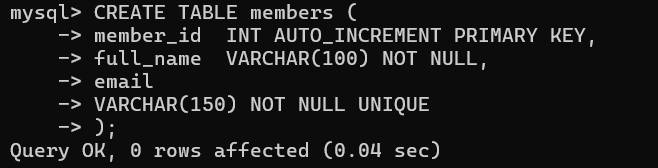 mysql> CREATE TABLE members (
    -> member_id  INT AUTO_INCREMENT PRIMARY KEY,
    -> full_name  VARCHAR(100) NOT NULL,
    -> email
    -> VARCHAR(150) NOT NULL UNIQUE
    -> );
Query OK, 0 rows affected (0.04 sec)